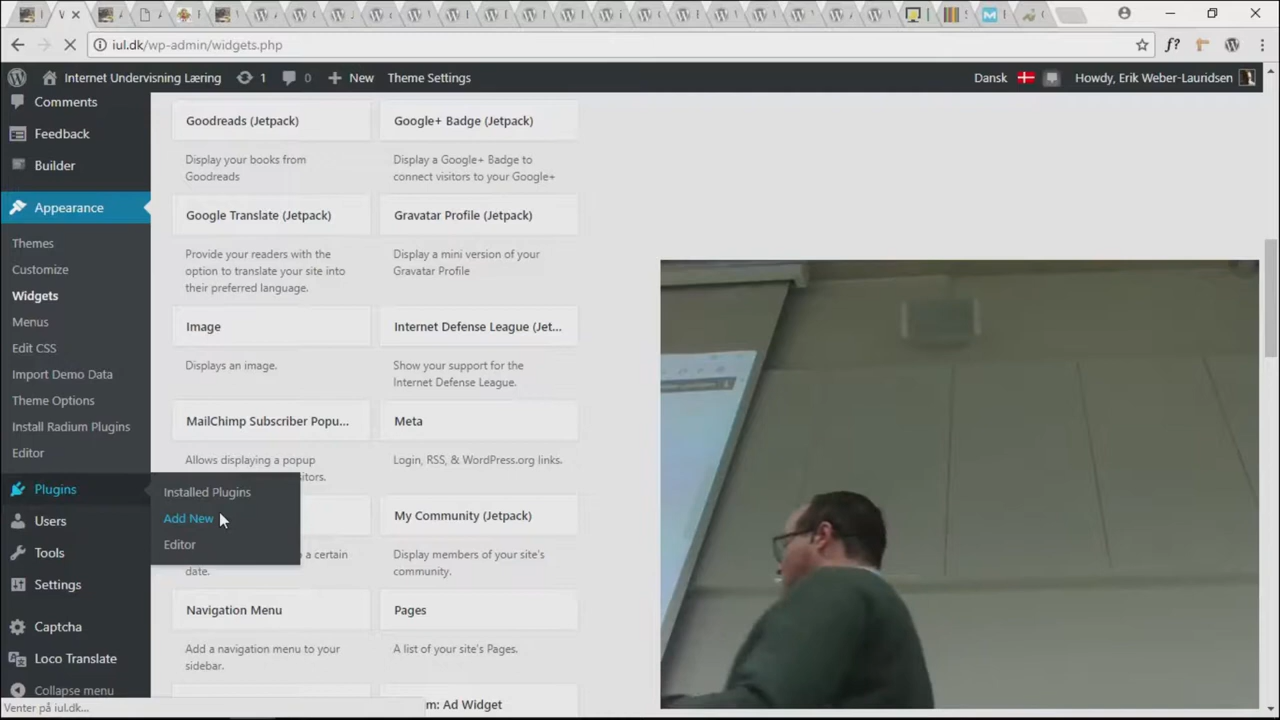 iul.dk/wp-admin/widgets.php
f?
Internet Undervisning Læring 1 0 New Theme Settings Dansk Howdy, Erik Weber-Lauridsen
Comments
Feedback
Builder
Appearance
Themes
Customize
Widgets
Menus
Edit CSS
Import Demo Data
Theme Options
Install Radium Plugins
Editor
Plugins
Users
Tools
Settings
Captcha
Loco Translate
Collapse menu
Installed Plugins
Add New
Editor
Goodreads (Jetpack) Google+ Badge (Jetpack)
Display your books from
Goodreads
Display a Google+ Badge to
connect visitors to your Google+
Google Translate (Jetpack) Gravatar Profile (Jetpack)
Provide your readers with the
option to translate your site into
their preferred language.
Display a mini version of your
Gravatar Profile
Image Internet Defense League (Jet...
Displays an image.
Show your support for the
Internet Defense League.
MailChimp Subscriber Popu... Meta
Allows displaying a popup
Login, RSS, & WordPress.org links.
My Community (Jetpack)
a certain
date.
Display members of your site's
community.
Navigation Menu Pages
Add a navigation menu to your
sidebar.
A list of your site's Pages.
m: Ad Widget
Venter på iul.dk...